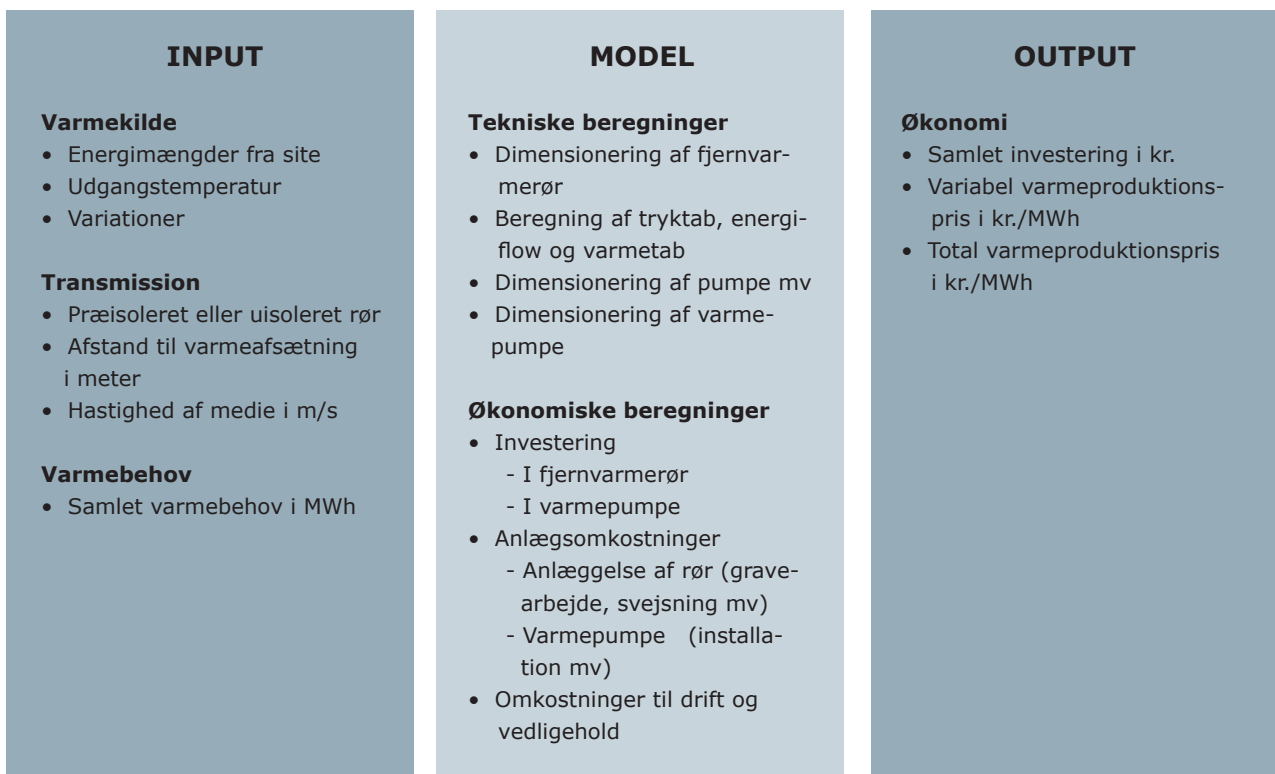 INPUT
Varmekilde
• Energimængder fra site
• Udgangstemperatur
• Variationer
Transmission
• Præisoleret eller uisoleret rør
• Afstand til varmeafsætning
i meter
• Hastighed af medie i m/s
Varmebehov
• Samlet varmebehov i MWh
MODEL
Tekniske beregninger
• Dimensionering af fjernvar-
merør
• Beregning af tryktab, energi-
flow og varmetab
• Dimensionering af pumpe mv
• Dimensionering af varme-
pumpe
Økonomiske beregninger
• Investering
- I fjernvarmerør
- I varmepumpe
• Anlægsomkostninger
- Anlæggelse af rør (grave-
arbejde, svejsning mv)
- Varmepumpe (installa-
tion mv)
• Omkostninger til drift og
vedligehold
OUTPUT
Økonomi
• Samlet investering i kr.
• Variabel varmeproduktions-
pris i kr./MWh
• Total varmeproduktionspris
i kr./MWh